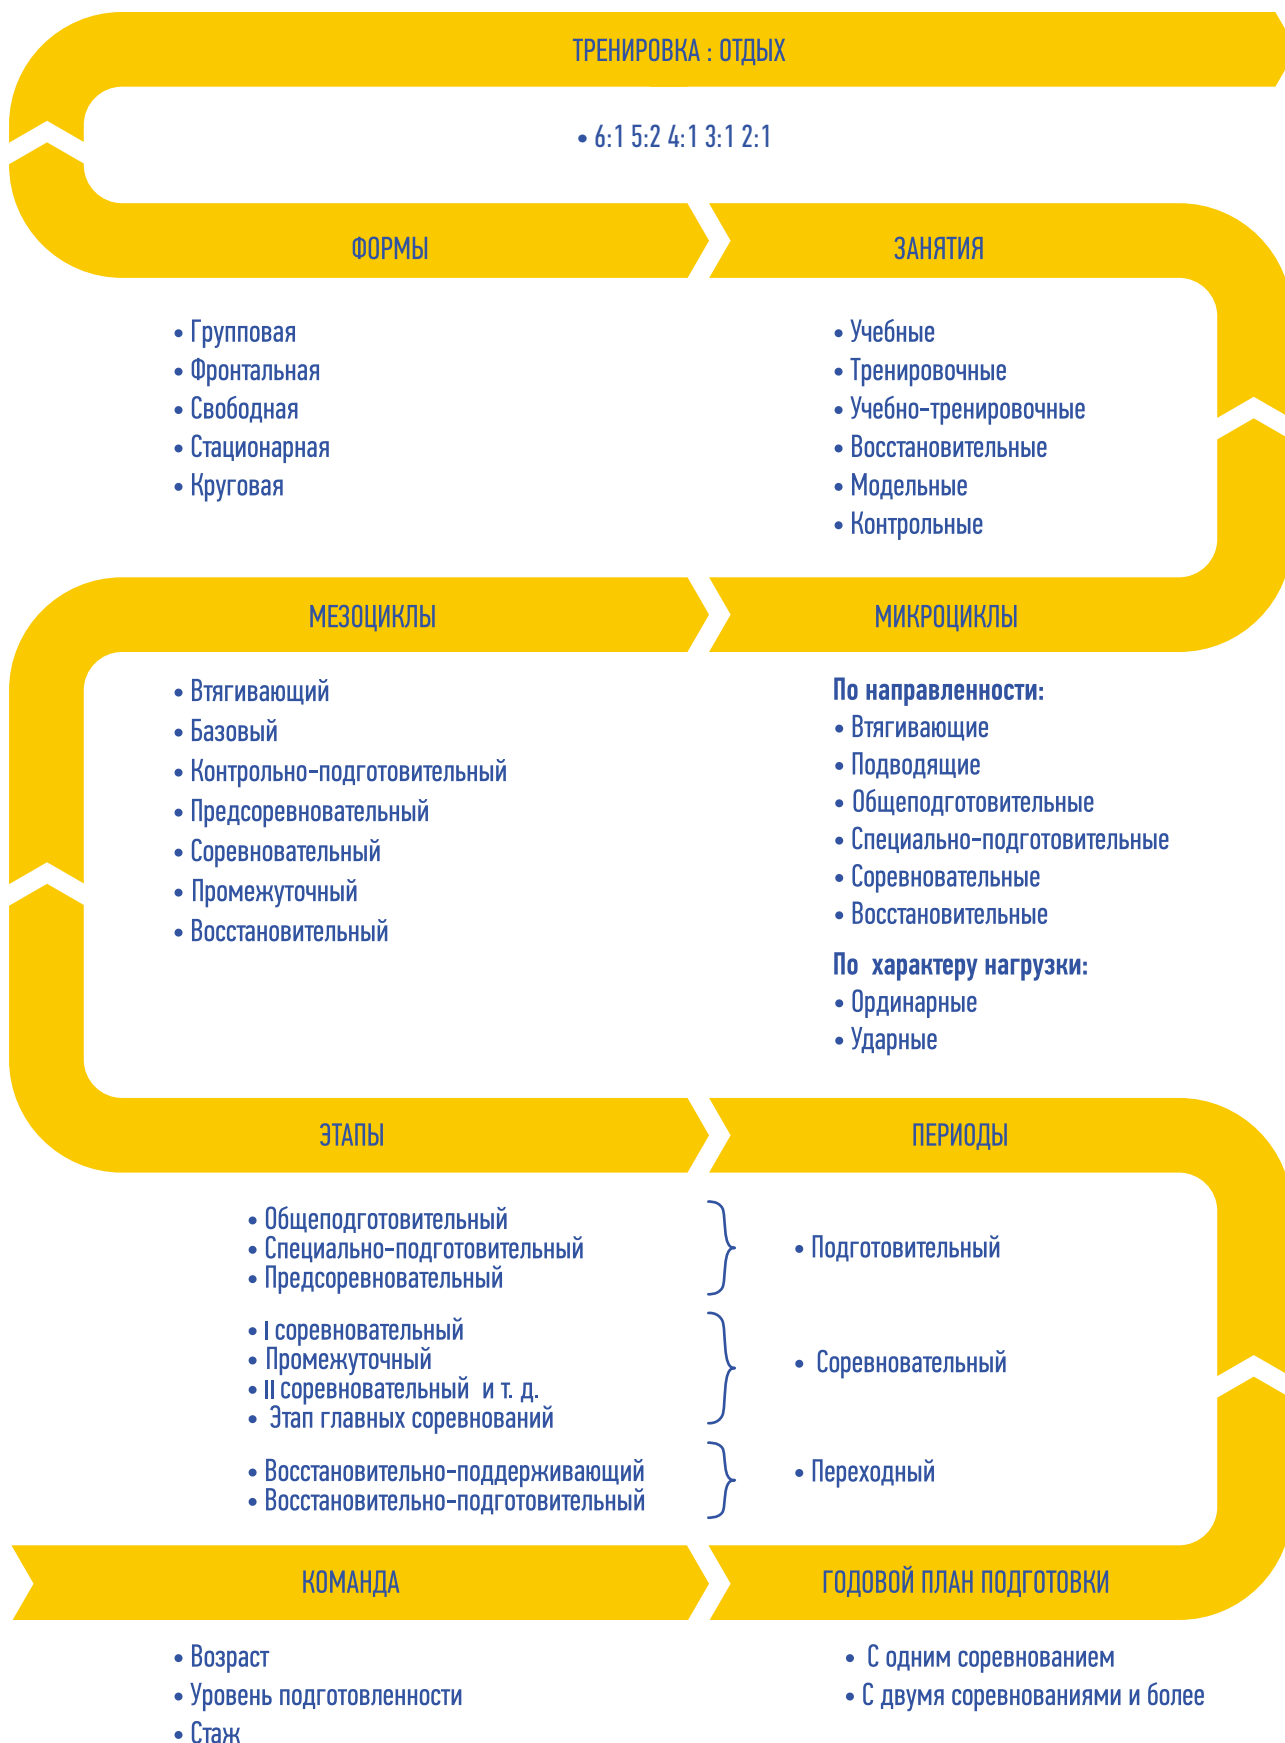 ТРЕНИРОВКА : ОТДЫХ
• 6:1 5:2 4:1 3:1 2:1
ФОРМЫ
• Групповая
• Фронтальная
• Свободная
• Стационарная
• Круговая
ЗАНЯТИЯ
• Учебные
• Тренировочные
• Учебно-тренировочные
• Восстановительные
• Модельные
• Контрольные
МЕЗОЦИКЛЫ
• Втягивающий
• Базовый
• Контрольно-подготовительный
• Предсоревновательный
• Соревновательный
• Промежуточный
• Восстановительный
МИКРОЦИКЛЫ
По направленности:
• Втягивающие
• Подводящие
• Общеподготовительные
• Специально-подготовительные
• Соревновательные
• Восстановительные
По характеру нагрузки:
• Ординарные
• Ударные
ЭТАПЫ
• Общеподготовительный
• Специально-подготовительный
• Предсоревновательный
• I соревновательный
• Промежуточный
• II соревновательный и т. д.
• Этап главных соревнований
• Восстановительно-поддерживающий
• Восстановительно-подготовительный
ПЕРИОДЫ
• Подготовительный
• Соревновательный
• Переходный
КОМАНДА
• Возраст
• Уровень подготовленности
• Стаж
ГОДОВОЙ ПЛАН ПОДГОТОВКИ
• С одним соревнованием
• С двумя соревнованиями и более